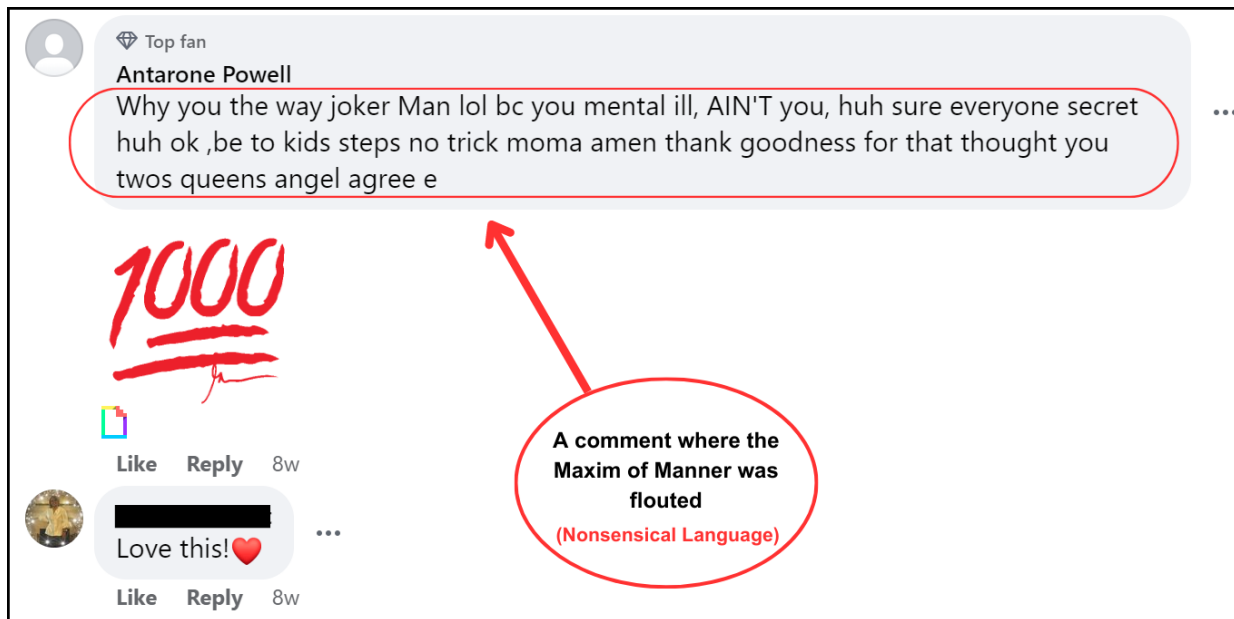 Top fan
Antarone Powell
Why you the way joker Man lol bc you mental ill, AIN'T you, huh sure everyone secret
huh ok ,be to kids steps no trick moma amen thank goodness for that thought you
twos queens angel agree e
1000
Like Reply 8w
Love this!❤️
Like Reply 8w
A comment where the
Maxim of Manner was
flouted
(Nonsensical Language)